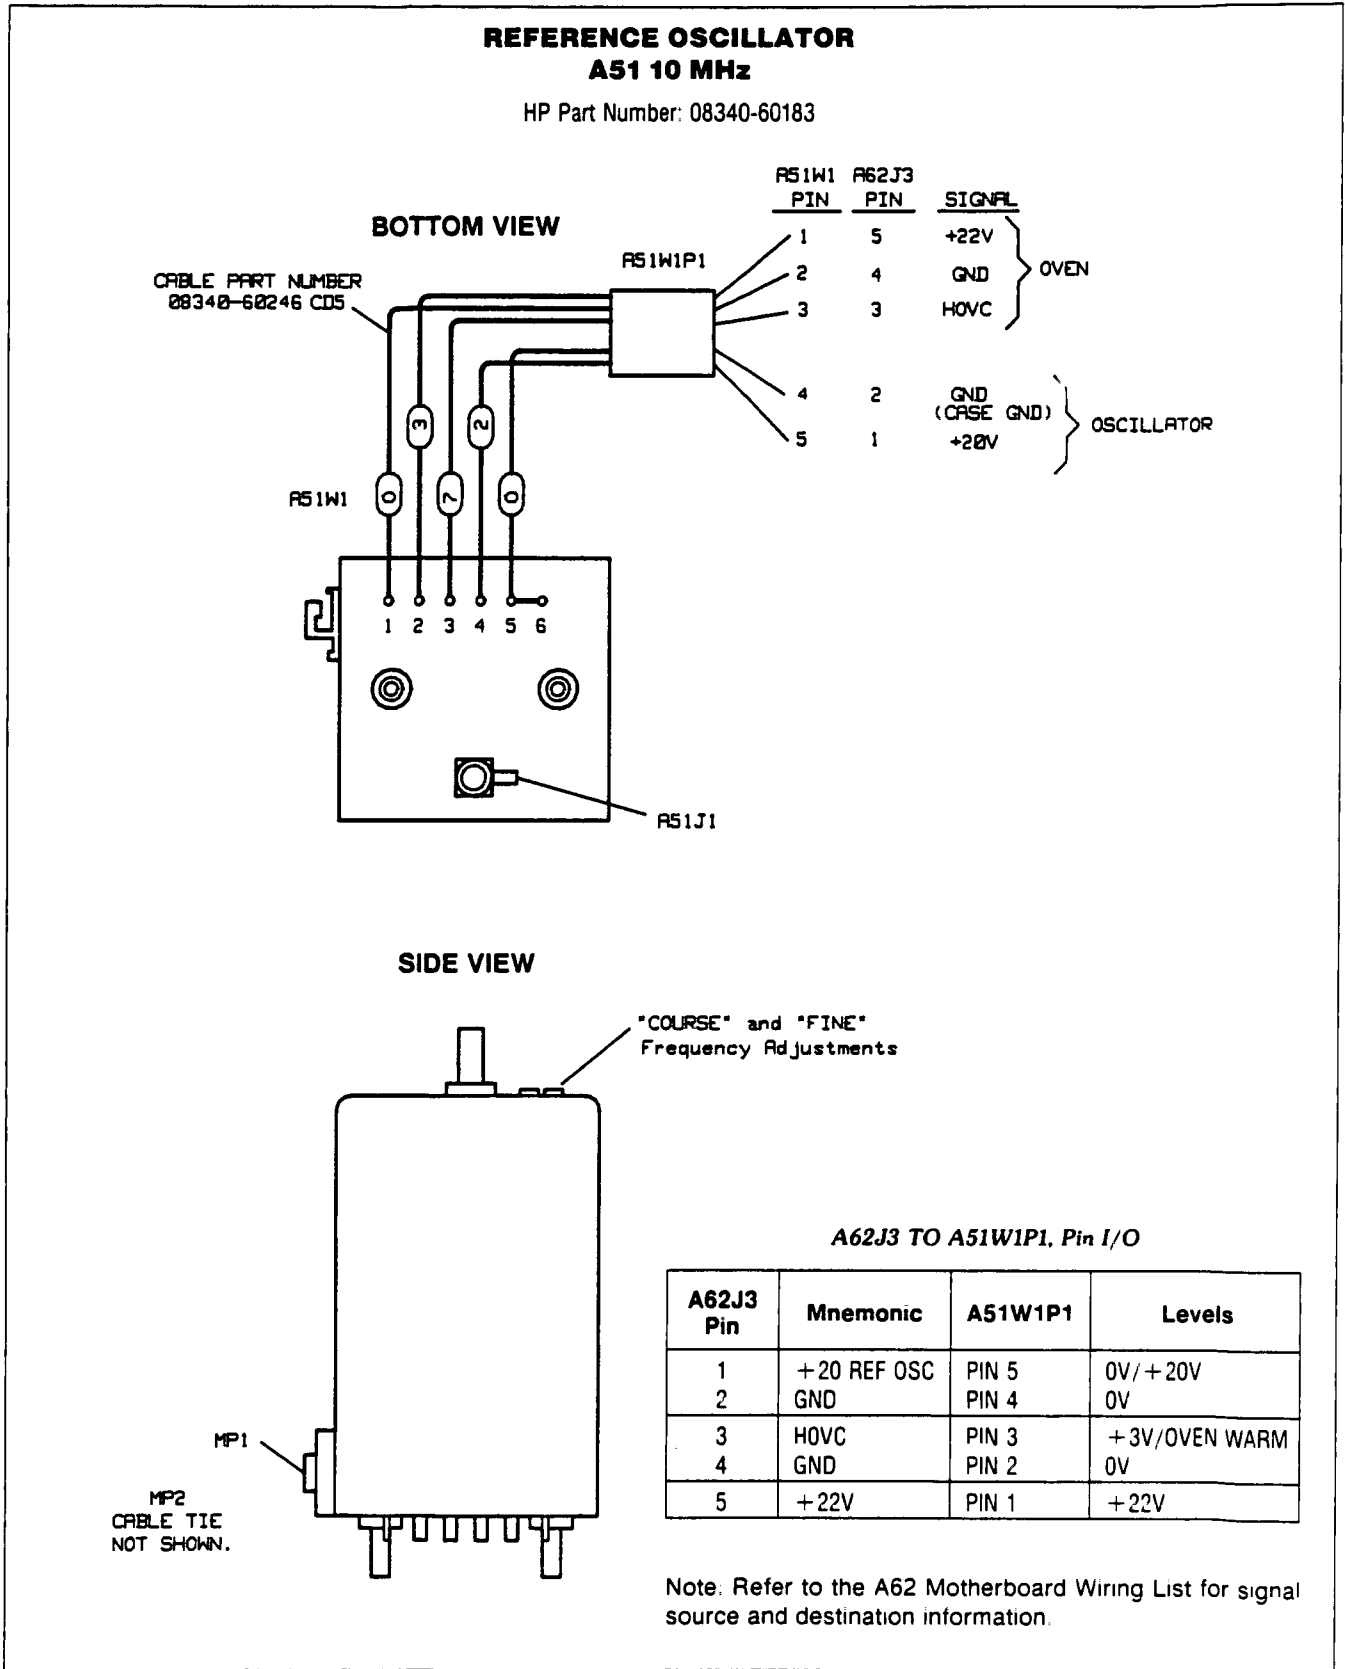 REFERENCE OSCILLATOR
A51 10 MHz
HP Part Number: 08340-60183
A51W1 A62J3
PIN PIN SIGNAL
BOTTOM VIEW
1 5 +22V
A51W1P1
2 4 GND OVEN
CABLE PART NUMBER
08340-60246 CD5
3 3 HOVC
4 2 GND
(CASE GND)
OSCILLATOR
5 1 +20V
3 2
A51W1 0 7 0
1 2 3 4 5 6
A51J1
SIDE VIEW
"COURSE" and "FINE"
Frequency Adjustments
A62J3 TO A51W1P1, Pin I/O
A62J3 Pin Mnemonic A51W1P1 Levels
1 +20 REF OSC PIN 5 0V/+20V
2 GND PIN 4 0V
3 HOVC PIN 3 +3V/OVEN WARM
4 GND PIN 2 0V
5 +22V PIN 1 +22V
MP1
MP2
CABLE TIE
NOT SHOWN.
Note: Refer to the A62 Motherboard Wiring List for signal
source and destination information.